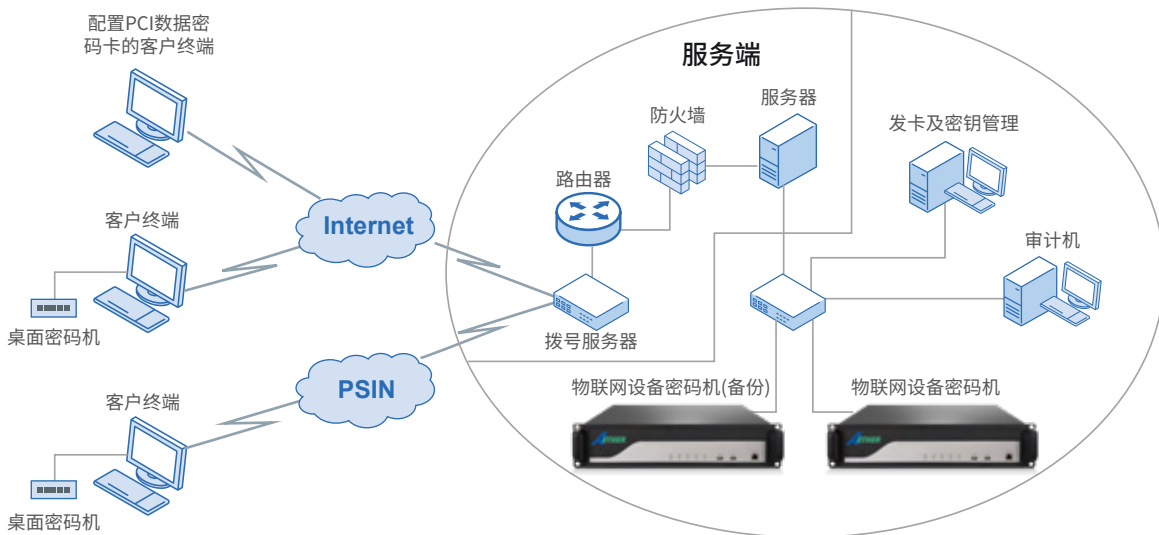 配置PCI数据密
码卡的客户终端
服务端
服务器
防火墙
发卡及密钥管理
路由器
Internet
客户终端
审计机
桌面密码机
拨号服务器
PSIN
物联网设备密码机(备份)
物联网设备密码机
客户终端
桌面密码机